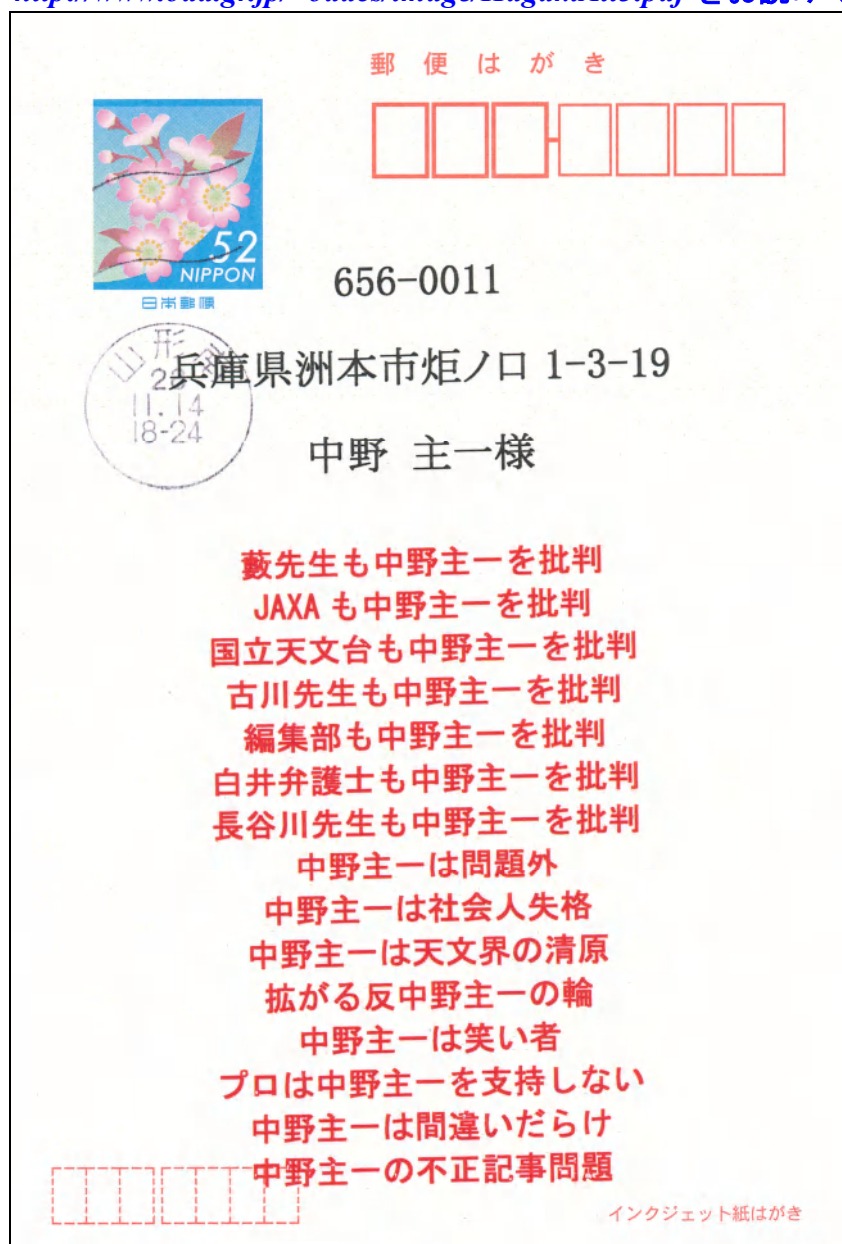 郵便はがき
52
NIPPON
日本郵便
656-0011
山形
兵庫県洲本市炬ノ口 1-3-19
28
11.14
18-24
中野 主一様
藪先生も中野主一を批判
JAXA も中野主一を批判
国立天文台も中野主一を批判
古川先生も中野主一を批判
編集部も中野主一を批判
白井弁護士も中野主一を批判
長谷川先生も中野主一を批判
中野主一は問題外
中野主一は社会人失格
中野主一は天文界の清原
拡がる反中野主一の輪
中野主一は笑い者
プロは中野主一を支持しない
中野主一は間違いだらけ
中野主一の不正記事問題
インクジェット紙はがき